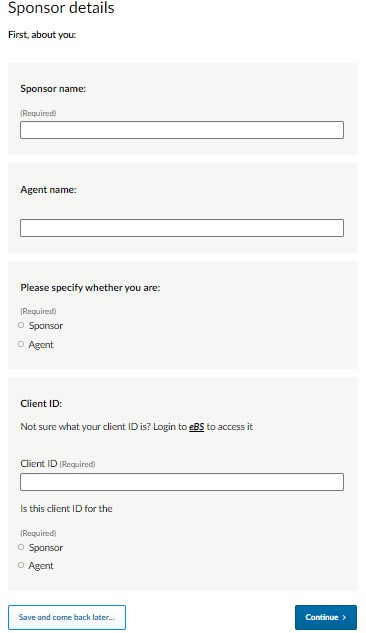 Sponsor details
First, about you:
Sponsor name:
(Required)
Agent name:
Please specify whether you are:
(Required)
Sponsor
Agent
Client ID:
Not sure what your client ID is? Login to eBS to access it
Client ID (Required)
Is this client ID for the
(Required)
Sponsor
Agent
Save and come back later...
Continue >